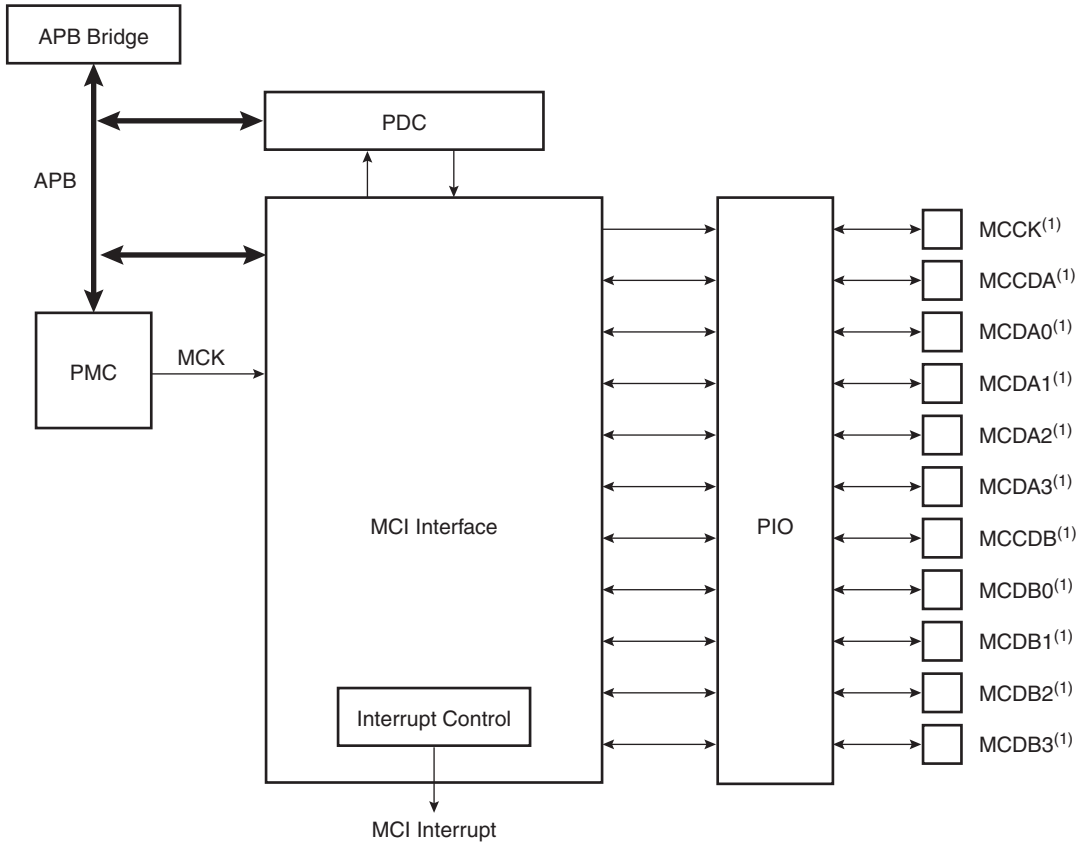 APB Bridge
PDC
APB
MCCK(1)
MCCDA(1)
MCDA0(1)
PMC
MCK
MCDA1(1)
MCDA2(1)
MCDA3(1)
MCI Interface
PIO
MCCDB(1)
MCDB0(1)
MCDB1(1)
MCDB2(1)
Interrupt Control
MCDB3(1)
MCI Interrupt